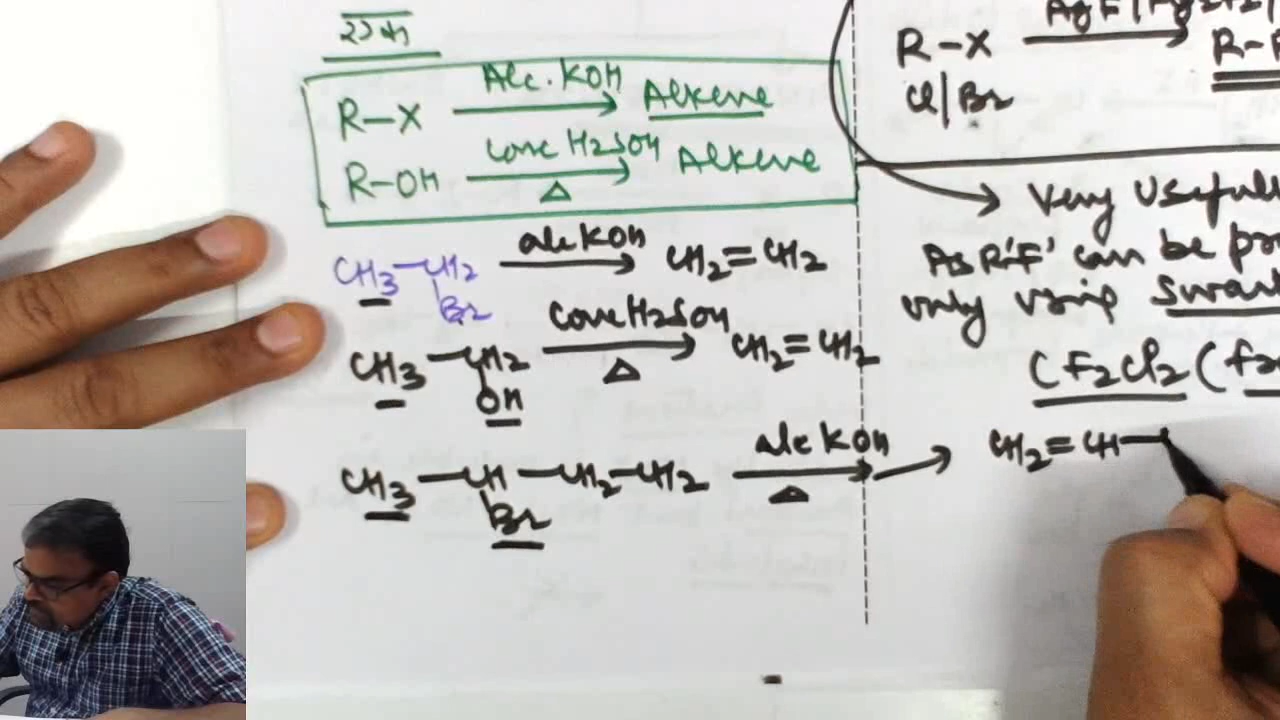 R-X Alc. KOH Alkene
R-OH Conc H2SO4 Alkene
Δ
CH3-CH2 alc KOH CH2=CH2
Br
CH3-CH2 Conc H2SO4 CH2=CH2
OH Δ
CH3-CH-CH2-CH2 alc KOH CH2=CH-
Br Δ
R-X R-
Cl/Br
Very Useful
As R'F' can be
only using
CF2Cl2 (